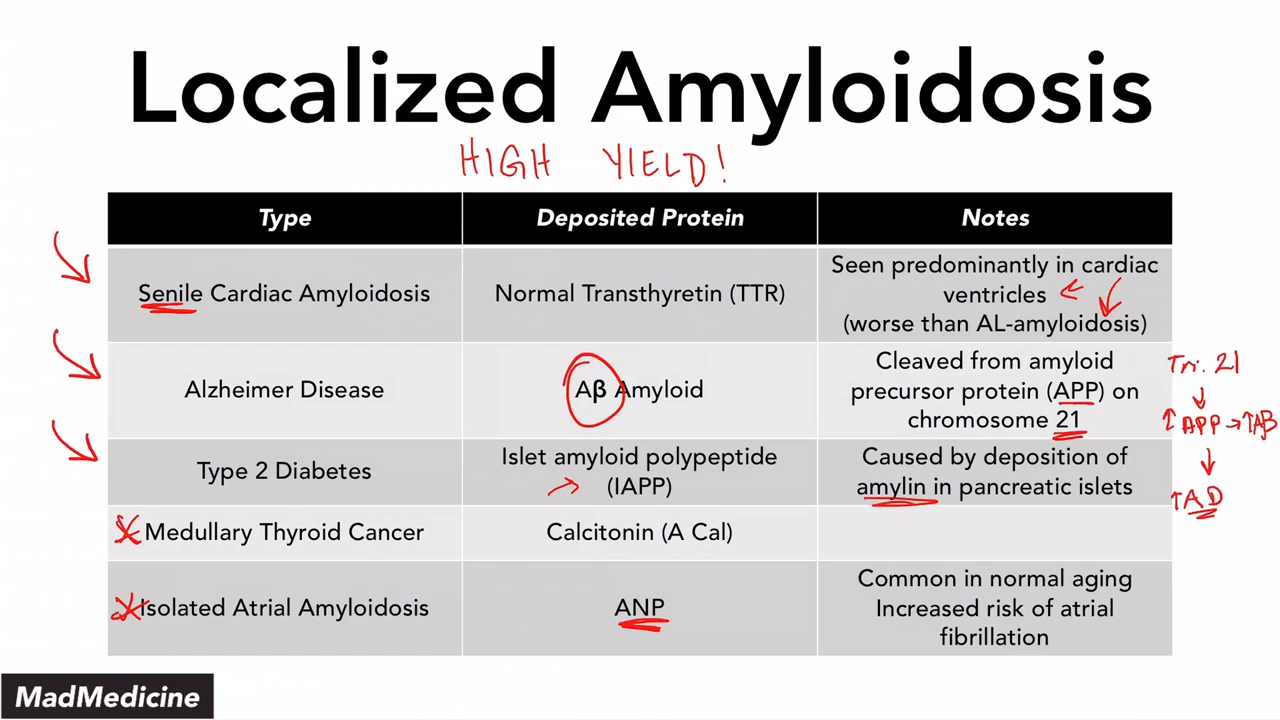 Localized Amyloidosis
HIGH YIELD!
Type Deposited Protein Notes
Senile Cardiac Amyloidosis Normal Transthyretin (TTR) Seen predominantly in cardiac
ventricles
(worse than AL-amyloidosis)
Alzheimer Disease Aβ Amyloid Cleaved from amyloid
precursor protein (APP) on
chromosome 21
Tri. 21
↑APP→↑Aβ
↑AD
Type 2 Diabetes Islet amyloid polypeptide
(IAPP) Caused by deposition of
amylin in pancreatic islets
Medullary Thyroid Cancer Calcitonin (A Cal)
Isolated Atrial Amyloidosis ANP Common in normal aging
Increased risk of atrial
fibrillation
MadMedicine